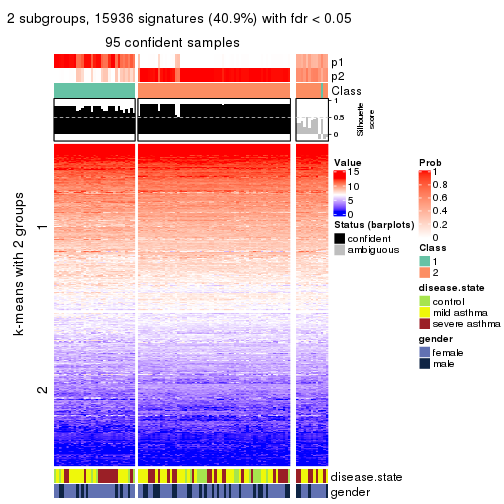 2 subgroups, 15936 signatures (40.9%) with fdr < 0.05
95 confident samples
p1
p2
Class
1
0.5
0
Silhouette
score
k-means with 2 groups
1
2
disease.state
gender
Value
15
10
5
0
Status (barplots)
confident
ambiguous
Prob
1
0.8
0.6
0.4
0.2
0
Class
1
2
disease.state
control
mild asthma
severe asthma
gender
female
male